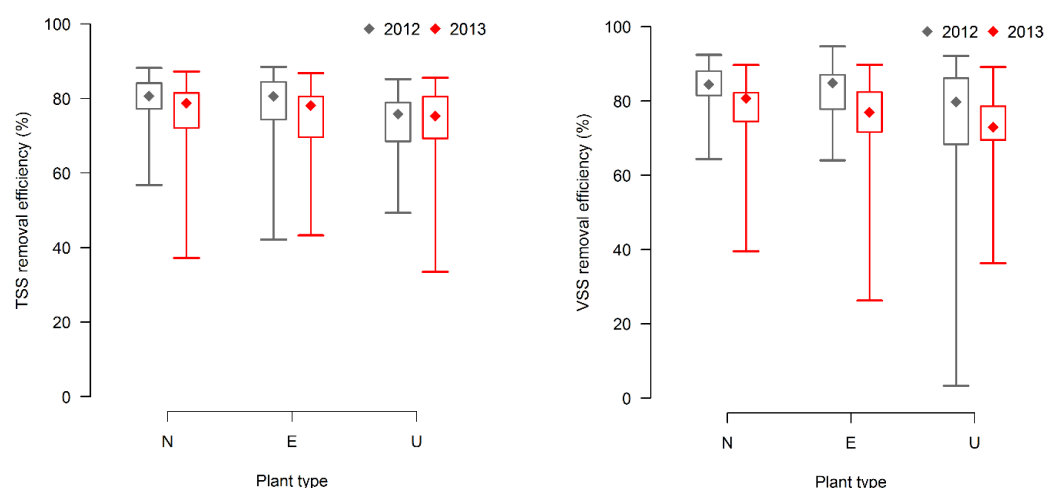 100
80
60
40
20
0
TSS removal efficiency (%)
2012 2013
N E U
Plant type
100
80
60
40
20
0
VSS removal efficiency (%)
2012 2013
N E U
Plant type